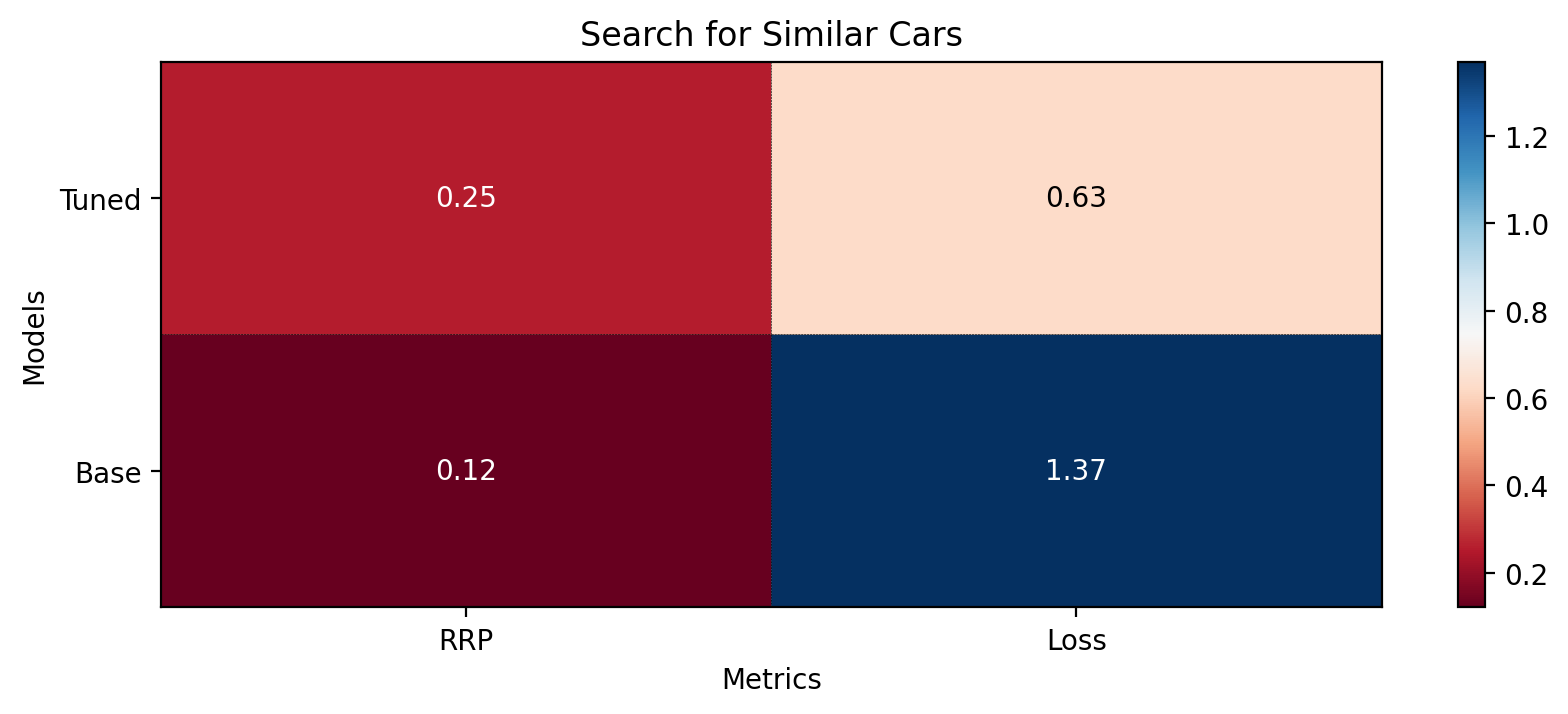 Search for Similar Cars
Models
Tuned
Base
0.25
0.63
0.12
1.37
RRP
Loss
Metrics
1.2
1.0
0.8
0.6
0.4
0.2